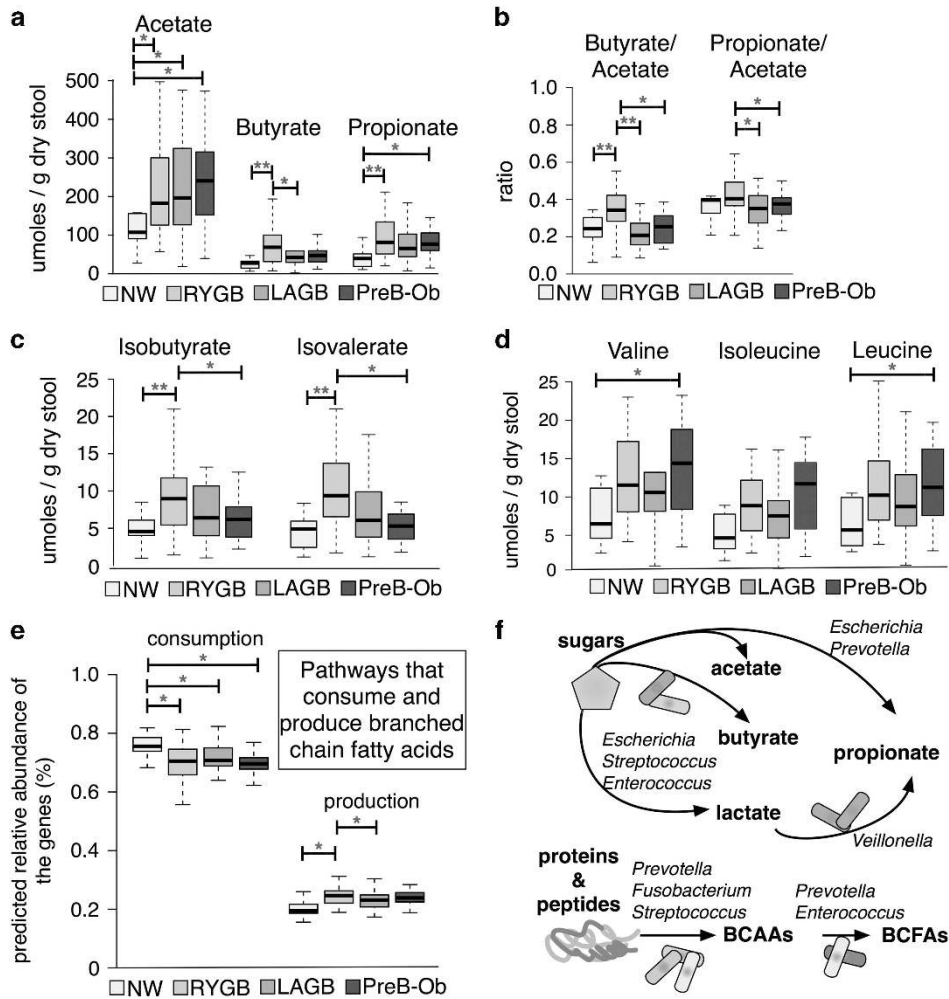 a
Acetate
* 
*
*
umoles / g dry stool
500
400
300
200
100
0
Butyrate
**
*
Propionate
*
**
NW RYGB LAGB PreB-Ob
b
Butyrate/
Acetate
Propionate/
Acetate
ratio
1.0
0.8
0.6
0.4
0.2
0.0
*
**
**
*
*
NW RYGB LAGB PreB-Ob
c
Isobutyrate
Isovalerate
umoles / g dry stool
25
20
15
10
5
0
*
**
*
**
NW RYGB LAGB PreB-Ob
d
Valine
Isoleucine
Leucine
*
*
umoles / g dry stool
25
20
15
10
5
0
NW RYGB LAGB PreB-Ob
e
consumption
predicted relative abundance of
the genes (%)
1.0
0.8
0.6
0.4
0.2
0
*
*
*
Pathways that
consume and
produce branched
chain fatty acids
production
*
*
NW RYGB LAGB PreB-Ob
f
sugars
acetate
Escherichia
Prevotella
butyrate
propionate
Escherichia
Streptococcus
Enterococcus
lactate
Veillonella
proteins
&
peptides
Prevotella
Fusobacterium
Streptococcus
BCAAs
Prevotella
Enterococcus
BCFAs